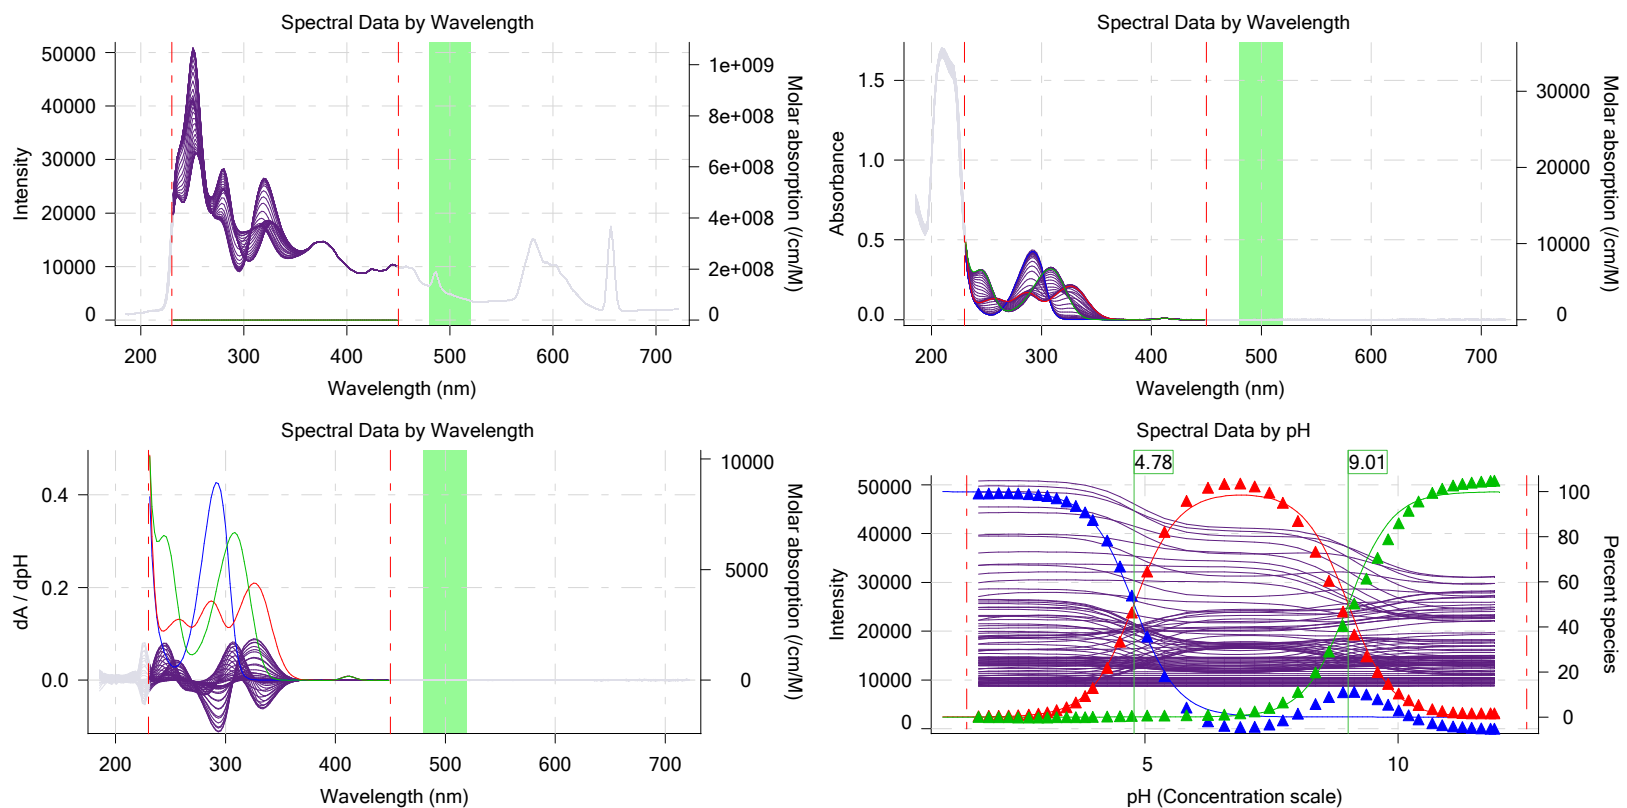 Spectral Data by Wavelength
50000
40000
30000
20000
10000
0
Intensity
1e+009
8e+008
6e+008
4e+008
2e+008
0
Molar absorption (/cm/M)
200 300 400 500 600 700
Wavelength (nm)
Spectral Data by Wavelength
1.5
1.0
0.5
0.0
Absorbance
30000
20000
10000
0
Molar absorption (/cm/M)
200 300 400 500 600 700
Wavelength (nm)
Spectral Data by Wavelength
0.4
0.2
0.0
dA / dpH
10000
5000
0
Molar absorption (/cm/M)
200 300 400 500 600 700
Wavelength (nm)
Spectral Data by pH
4.78 9.01
50000
40000
30000
20000
10000
0
Intensity
100
80
60
40
20
0
Percent species
5 10
pH (Concentration scale)